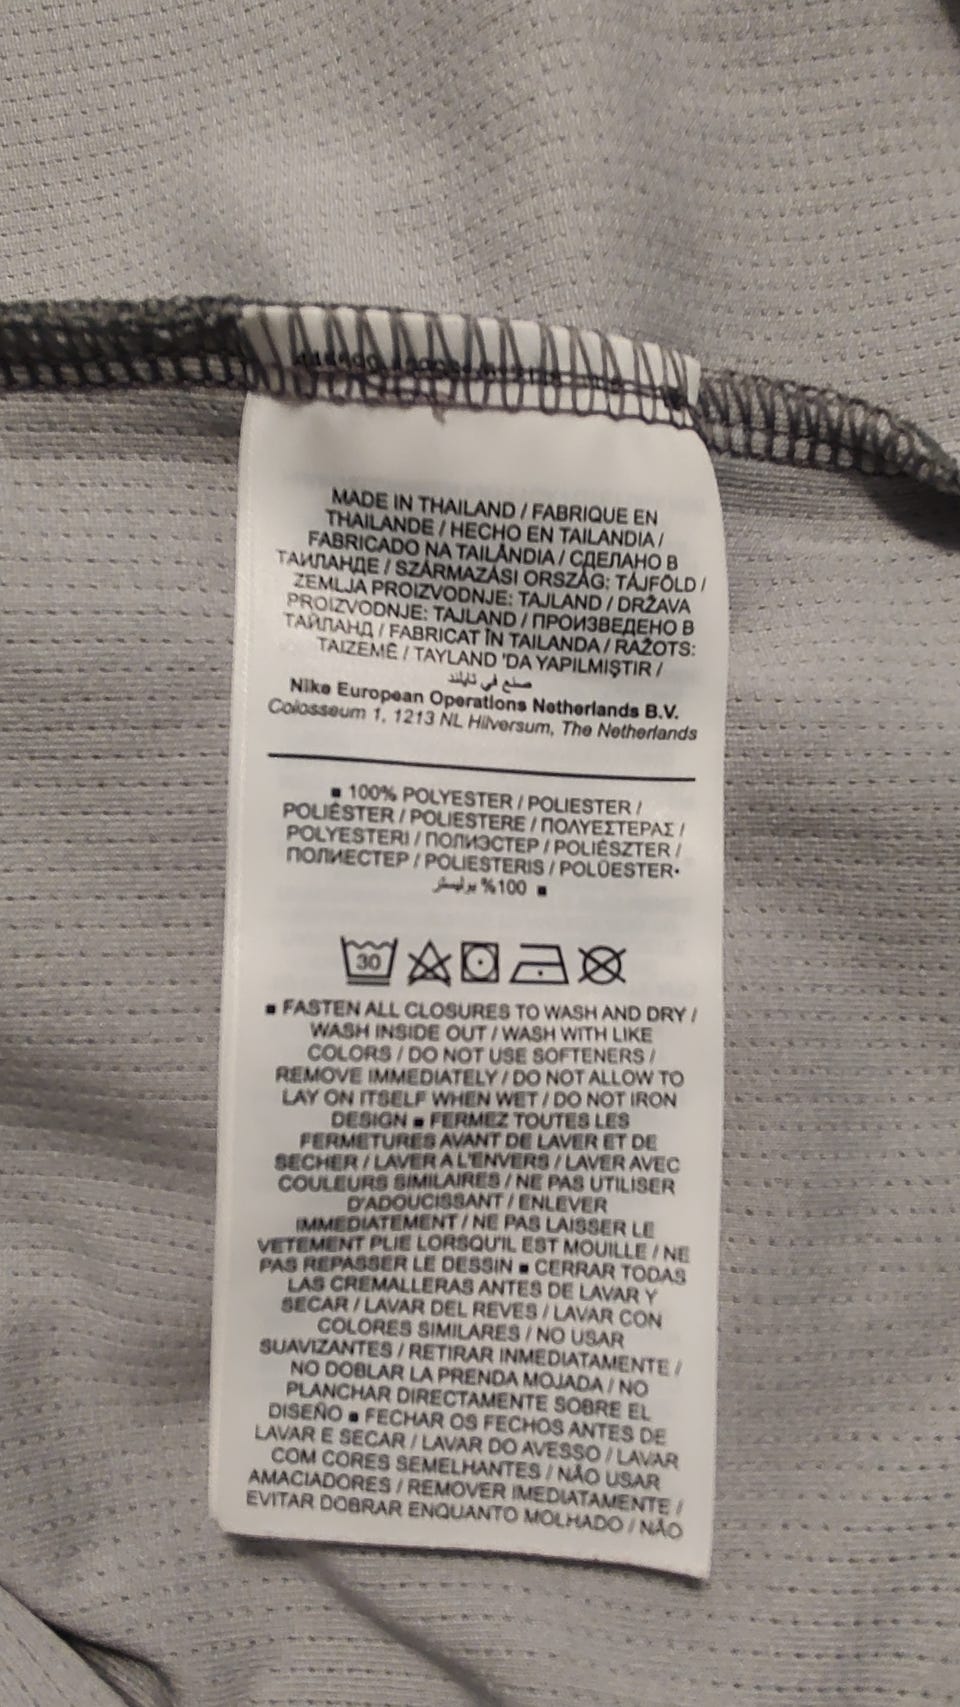 MADE IN THAILAND / FABRIQUE EN
THAILANDE / HECHO EN TAILANDIA /
FABRICADO NA TAILÂNDIA / СДЕЛАНО В
ТАИЛАНДЕ / SZÁRMAZÁSI ORSZÁG: TÁJFÖLD /
ZEMLJA PROIZVODNJE: TAJLAND / DRŽAVA
PROIZVODNJE: TAJLAND / ПРОИЗВЕДЕНО В
ТАЙЛАНД / FABRICAT ÎN TAILANDA / RAŽOTS:
TAIZEMĒ / TAYLAND 'DA YAPILMIŞTIR /
صنع في تايلند
Nike European Operations Netherlands B.V.
Colosseum 1, 1213 NL Hilversum, The Netherlands
■ 100% POLYESTER / POLIESTER /
POLIÉSTER / POLIESTERE / ΠΟΛΥΕΣΤΕΡΑΣ /
POLYESTERI / ПОЛИЭСТЕР / POLIÉSZTER /
ПОЛИЕСТЕР / POLIESTERIS / POLÜESTER•
100% بوليستر ■
30
■ FASTEN ALL CLOSURES TO WASH AND DRY /
WASH INSIDE OUT / WASH WITH LIKE
COLORS / DO NOT USE SOFTENERS /
REMOVE IMMEDIATELY / DO NOT ALLOW TO
LAY ON ITSELF WHEN WET / DO NOT IRON
DESIGN ■ FERMEZ TOUTES LES
FERMETURES AVANT DE LAVER ET DE
SECHER / LAVER A L'ENVERS / LAVER AVEC
COULEURS SIMILAIRES / NE PAS UTILISER
D'ADOUCISSANT / ENLEVER
IMMEDIATEMENT / NE PAS LAISSER LE
VETEMENT PLIE LORSQU'IL EST MOUILLE / NE
PAS REPASSER LE DESSIN ■ CERRAR TODAS
LAS CREMALLERAS ANTES DE LAVAR Y
SECAR / LAVAR DEL REVES / LAVAR CON
COLORES SIMILARES / NO USAR
SUAVIZANTES / RETIRAR INMEDIATAMENTE /
NO DOBLAR LA PRENDA MOJADA / NO
PLANCHAR DIRECTAMENTE SOBRE EL
DISEÑO ■ FECHAR OS FECHOS ANTES DE
LAVAR E SECAR / LAVAR DO AVESSO / LAVAR
COM CORES SEMELHANTES / NÃO USAR
AMACIADORES / REMOVER IMEDIATAMENTE /
EVITAR DOBRAR ENQUANTO MOLHADO / NÃO